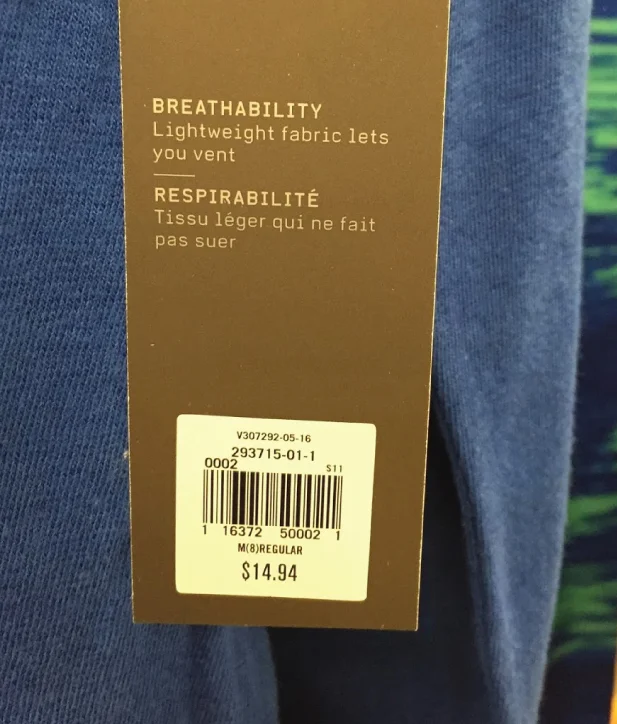 BREATHABILITY
Lightweight fabric lets
you vent
RESPIRABILITÉ
Tissu léger qui ne fait
pas suer
V307292-05-16
293715-01-1
0002 S11
1 16372 50002 1
M(8)REGULAR
$14.94